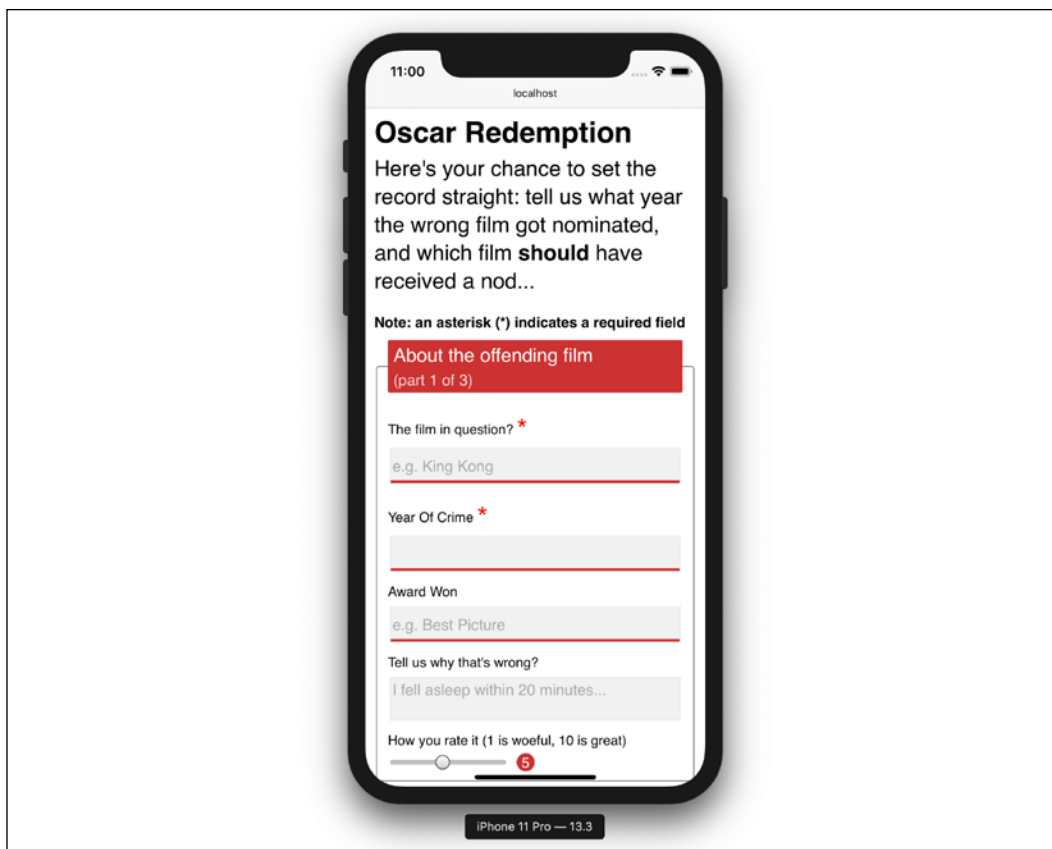 11:00
localhost
Oscar Redemption
Here's your chance to set the
record straight: tell us what year
the wrong film got nominated,
and which film should have
received a nod...
Note: an asterisk (*) indicates a required field
About the offending film
(part 1 of 3)
The film in question? *
e.g. King Kong
Year Of Crime *
Award Won
e.g. Best Picture
Tell us why that's wrong?
I fell asleep within 20 minutes...
How you rate it (1 is woeful, 10 is great)
5
iPhone 11 Pro — 13.3